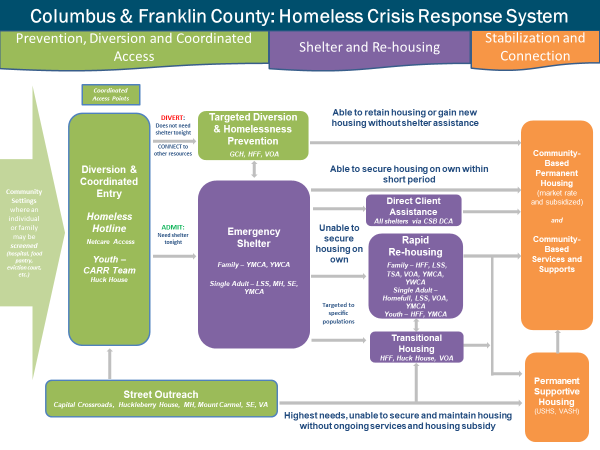 Columbus & Franklin County: Homeless Crisis Response System
Prevention, Diversion and Coordinated
Access
Shelter and Re-housing
Stabilization and
Connection
Coordinated
Access Points
Community
Settings
where an
individual
or family
may be
screened
(hospital, food
pantry,
eviction court,
etc.)
Diversion &
Coordinated
Entry
Homeless
Hotline
Netcare Access
Youth –
CARR Team
Huck House
DIVERT:
Does not need
shelter tonight
CONNECT to
other resources
ADMIT:
Need shelter
tonight
Targeted Diversion
& Homelessness
Prevention
GCH, HFF, VOA
Emergency
Shelter
Family – YMCA, YWCA
Single Adult – LSS, MH, SE,
YMCA
Able to retain housing or gain new
housing without shelter assistance
Able to secure housing on own within
short period
Unable to
secure
housing on
own
Targeted to
specific
populations
Direct Client
Assistance
All shelters via CSB DCA
Rapid
Re-housing
Family – HFF, LSS,
TSA, VOA, YMCA,
YWCA
Single Adult –
Homefull, LSS, VOA,
YMCA
Youth – HFF, YMCA
Transitional
Housing
HFF, Huck House, VOA
Community-
Based
Permanent
Housing
(market rate
and subsidized)
and
Community-
Based
Services and
Supports
Permanent
Supportive
Housing
(USHS, VASH)
Street Outreach
Capital Crossroads, Huckleberry House, MH, Mount Carmel, SE, VA
Highest needs, unable to secure and maintain housing
without ongoing services and housing subsidy